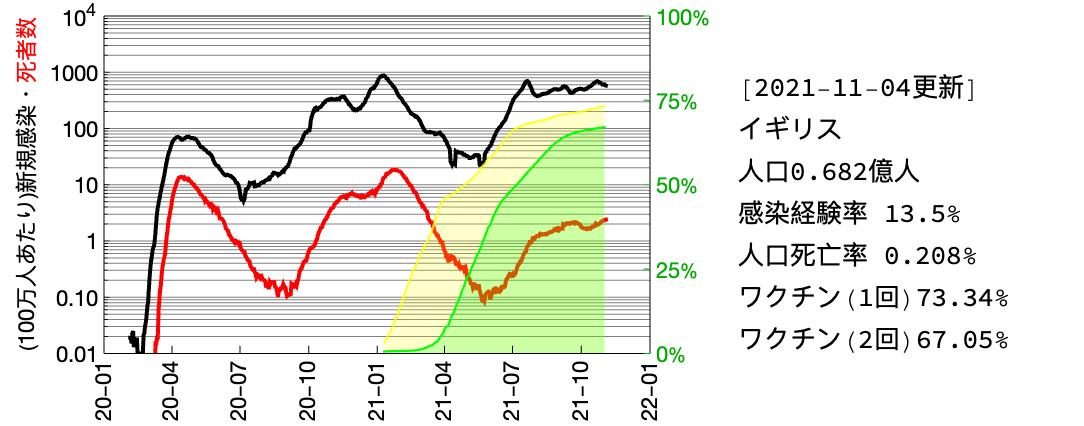 (100万人あたり)新規感染・死者数
10^4
1000
100
10
1
0.10
0.01
100%
75%
50%
25%
0%
20-01
20-04
20-07
20-10
21-01
21-04
21-07
21-10
22-01
[2021-11-04更新]
イギリス
人口0.682億人
感染経験率 13.5%
人口死亡率 0.208%
ワクチン(1回)73.34%
ワクチン(2回)67.05%